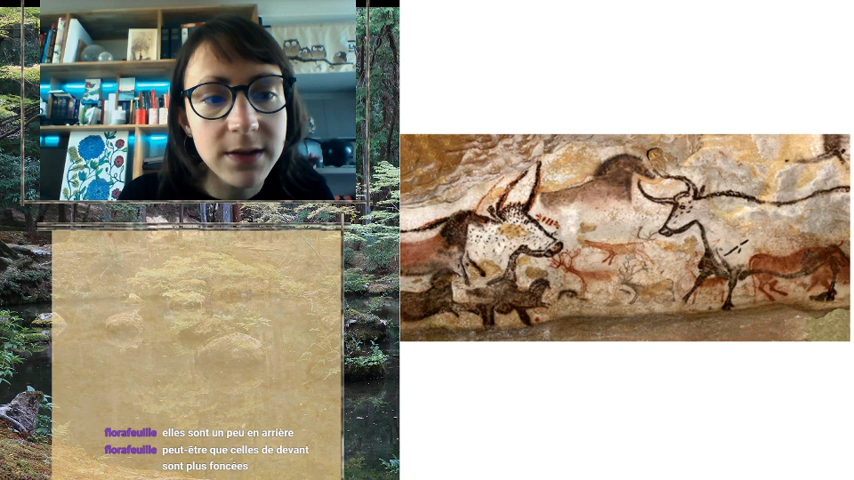 florafeuille elles sont un peu en arrière
florafeuille peut-être que celles de devant
sont plus foncées